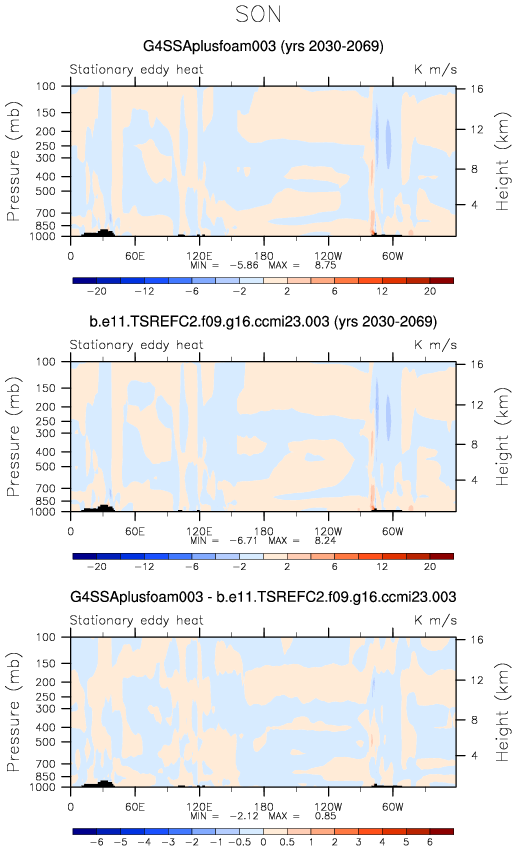 SON
G4SSAplusfoam003 (yrs 2030-2069)
Stationary eddy heat K m/s
Pressure (mb)
Height (km)
100 150 200 250 300 400 500 700 850 1000
16 12 8 4
0 60E 120E 180 120W 60W
MIN = -5.86 MAX = 8.75
-20 -12 -6 -2 2 6 12 20
b.e11.TSREFC2.f09.g16.ccmi23.003 (yrs 2030-2069)
Stationary eddy heat K m/s
Pressure (mb)
Height (km)
100 150 200 250 300 400 500 700 850 1000
16 12 8 4
0 60E 120E 180 120W 60W
MIN = -6.71 MAX = 8.24
-20 -12 -6 -2 2 6 12 20
G4SSAplusfoam003 - b.e11.TSREFC2.f09.g16.ccmi23.003
Stationary eddy heat K m/s
Pressure (mb)
Height (km)
100 150 200 250 300 400 500 700 850 1000
16 12 8 4
0 60E 120E 180 120W 60W
MIN = -2.12 MAX = 0.85
-6 -5 -4 -3 -2 -1 -0.5 0 0.5 1 2 3 4 5 6